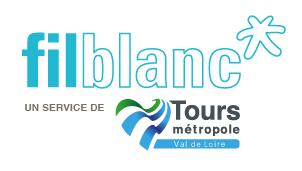 filblanc
UN SERVICE DE
Tours
métropole
Val de Loire